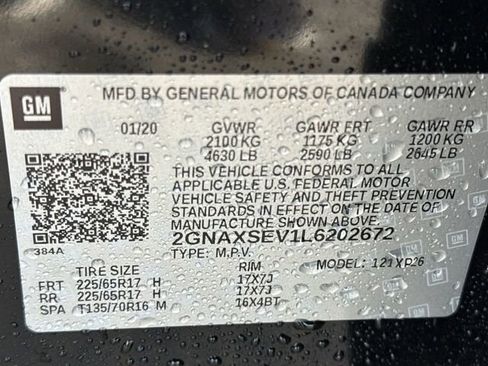 GM
MFD BY GENERAL MOTORS OF CANADA COMPANY
01/20 GVWR GAWR FRT GAWR RR
2100 KG 1175 KG 1200 KG
4630 LB 2590 LB 2645 LB
THIS VEHICLE CONFORMS TO ALL
APPLICABLE U.S. FEDERAL MOTOR
VEHICLE SAFETY AND THEFT PREVENTION
STANDARDS IN EFFECT ON THE DATE OF
MANUFACTURE SHOWN ABOVE.
2GNAXSEV1L6202672
384A TYPE: M.P.V. MODEL: 121XP26
TIRE SIZE RIM
FRT 225/65R17 H 17X7J
RR 225/65R17 H 17X7J
SPA T135/70R16 M 16X4BT